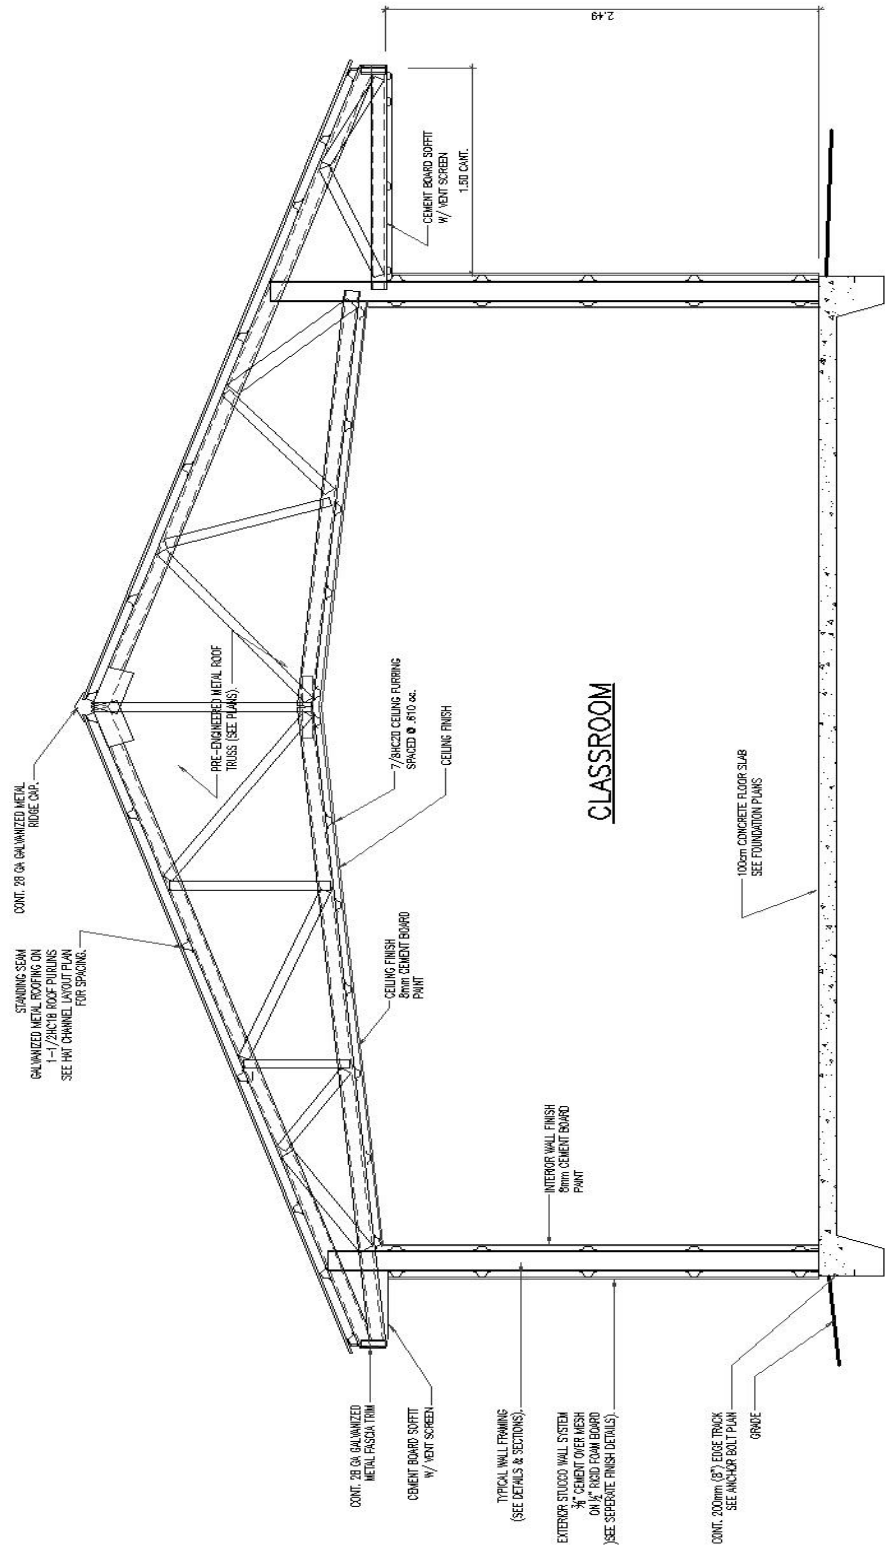 CONT. 28 GA GALVANIZED METAL
RIDGE CAP.
STANDING SEAM
GALVANIZED METAL ROOFING ON
1-1/2HC18 ROOF PURLINS
SEE HAT CHANNEL LAYOUT PLAN
FOR SPACING.
PRE-ENGINEERED METAL ROOF
TRUSS (SEE PLANS).
7/8HC20 CEILING FURRING
SPACED @ .610 oc.
CEILING FINISH
CEILING FINISH
8mm CEMENT BOARD
PAINT
CEMENT BOARD SOFFIT
W/ VENT SCREEN
1.50 CANT.
2.49
CONT. 28 GA GALVANIZED
METAL FASCIA TRIM
CEMENT BOARD SOFFIT
W/ VENT SCREEN
TYPICAL WALL FRAMING
(SEE DETAILS & SECTIONS).
EXTERIOR STUCCO WALL SYSTEM
⅜" CEMENT OVER MESH
ON ½" RIGID FOAM BOARD
)SEE SEPERATE FINISH DETAILS).
INTERIOR WALL FINISH
8mm CEMENT BOARD
PAINT
CLASSROOM
100cm CONCRETE FLOOR SLAB
SEE FOUNDATION PLANS
CONT. 200mm (8") EDGE TRACK
SEE ANCHOR BOLT PLAN
GRADE